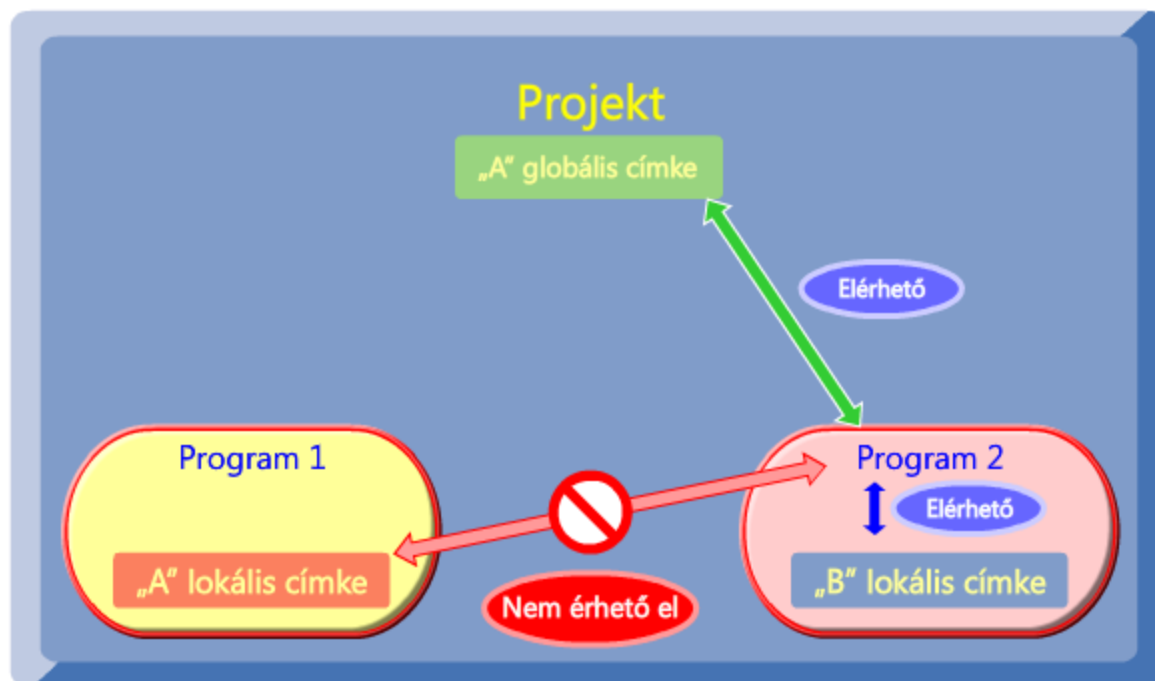 Projekt
„A” globális címke
Elérhető
Program 1
Program 2
Elérhető
„A” lokális címke
„B” lokális címke
Nem érhető el